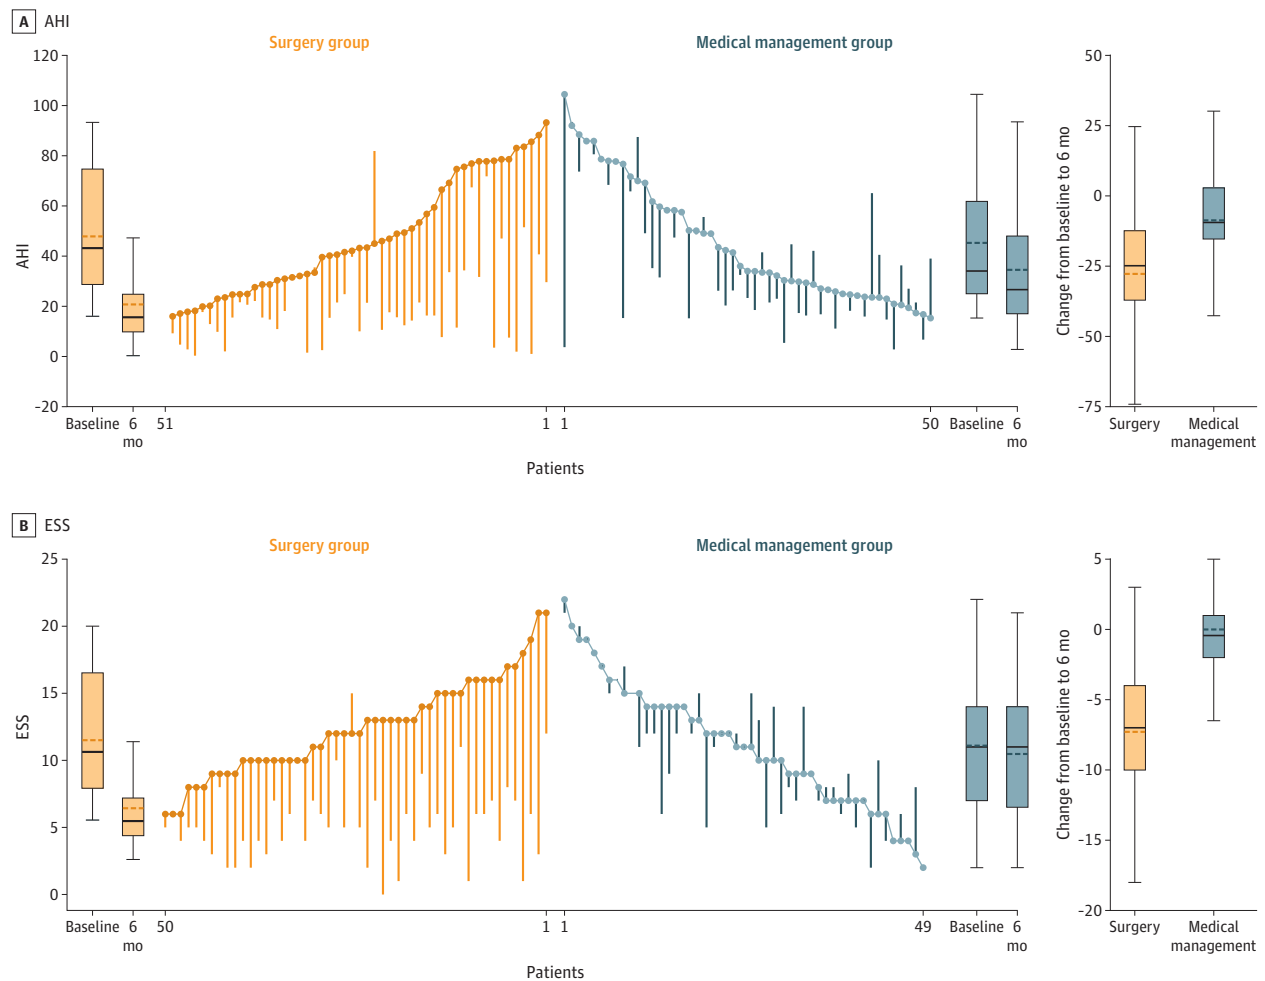 A AHI
Surgery group
Medical management group
120
100
80
60
40
20
0
-20
AHI
Baseline 6 mo
51
1
1
50
Baseline 6 mo
Patients
50
25
0
-25
-50
-75
Change from baseline to 6 mo
Surgery
Medical management
B ESS
Surgery group
Medical management group
25
20
15
10
5
0
ESS
Baseline 6 mo
50
1
1
49
Baseline 6 mo
Patients
5
0
-5
-10
-15
-20
Change from baseline to 6 mo
Surgery
Medical management